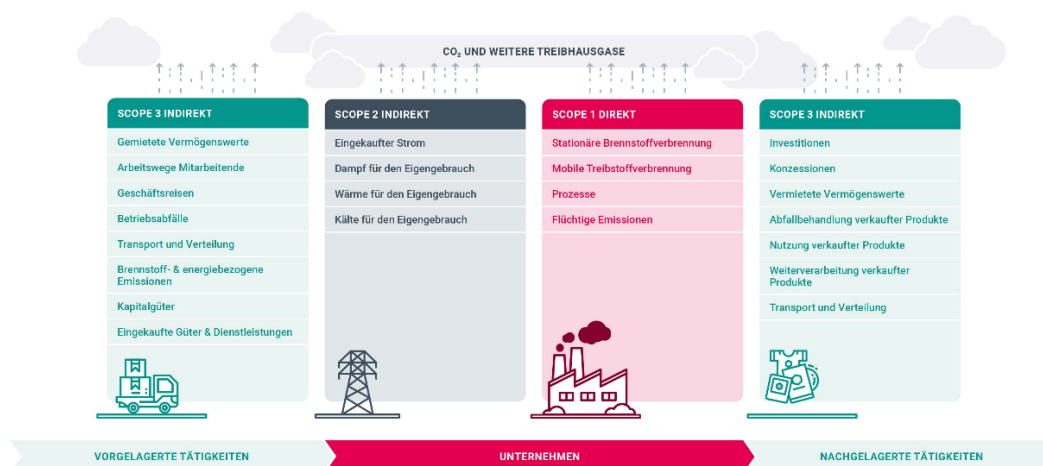 CO₂ UND WEITERE TREIBHAUSGASE
SCOPE 3 INDIREKT
Gemietete Vermögenswerte
Arbeitswege Mitarbeitende
Geschäftsreisen
Betriebsabfälle
Transport und Verteilung
Brennstoff- & energiebezogene
Emissionen
Kapitalgüter
Eingekaufte Güter & Dienstleistungen
SCOPE 2 INDIREKT
Eingekaufter Strom
Dampf für den Eigengebrauch
Wärme für den Eigengebrauch
Kälte für den Eigengebrauch
SCOPE 1 DIREKT
Stationäre Brennstoffverbrennung
Mobile Treibstoffverbrennung
Prozesse
Flüchtige Emissionen
SCOPE 3 INDIREKT
Investitionen
Konzessionen
Vermietete Vermögenswerte
Abfallbehandlung verkaufter Produkte
Nutzung verkaufter Produkte
Weiterverarbeitung verkaufter
Produkte
Transport und Verteilung
VORGELAGERTE TÄTIGKEITEN
UNTERNEHMEN
NACHGELAGERTE TÄTIGKEITEN